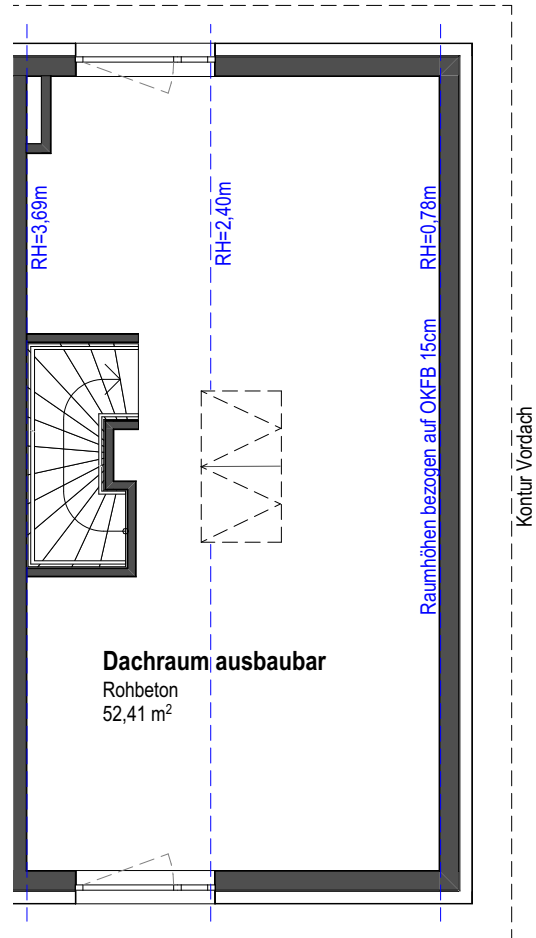 RH=3,69m
RH=2,40m
RH=0,78m
Raumhöhen bezogen auf OKFB 15cm
Kontur Vordach
Dachraum ausbaubar
Rohbeton
52,41 m²